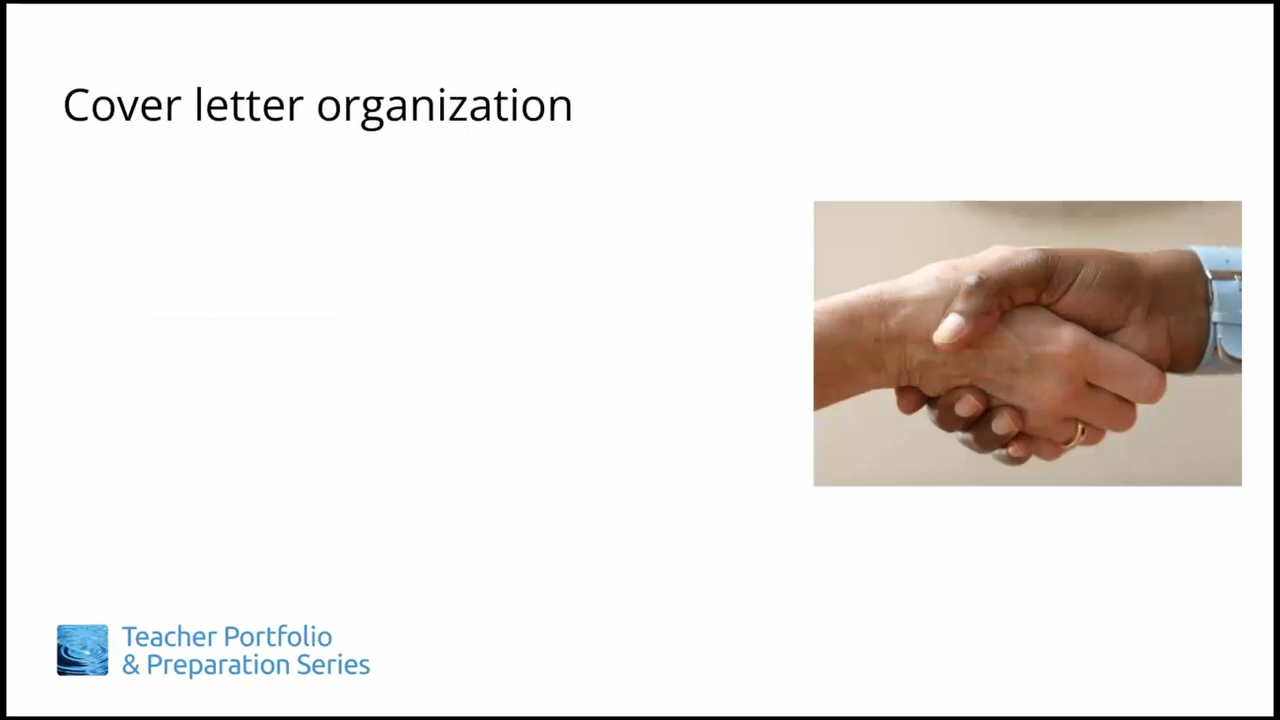 Cover letter organization
Teacher Portfolio
& Preparation Series